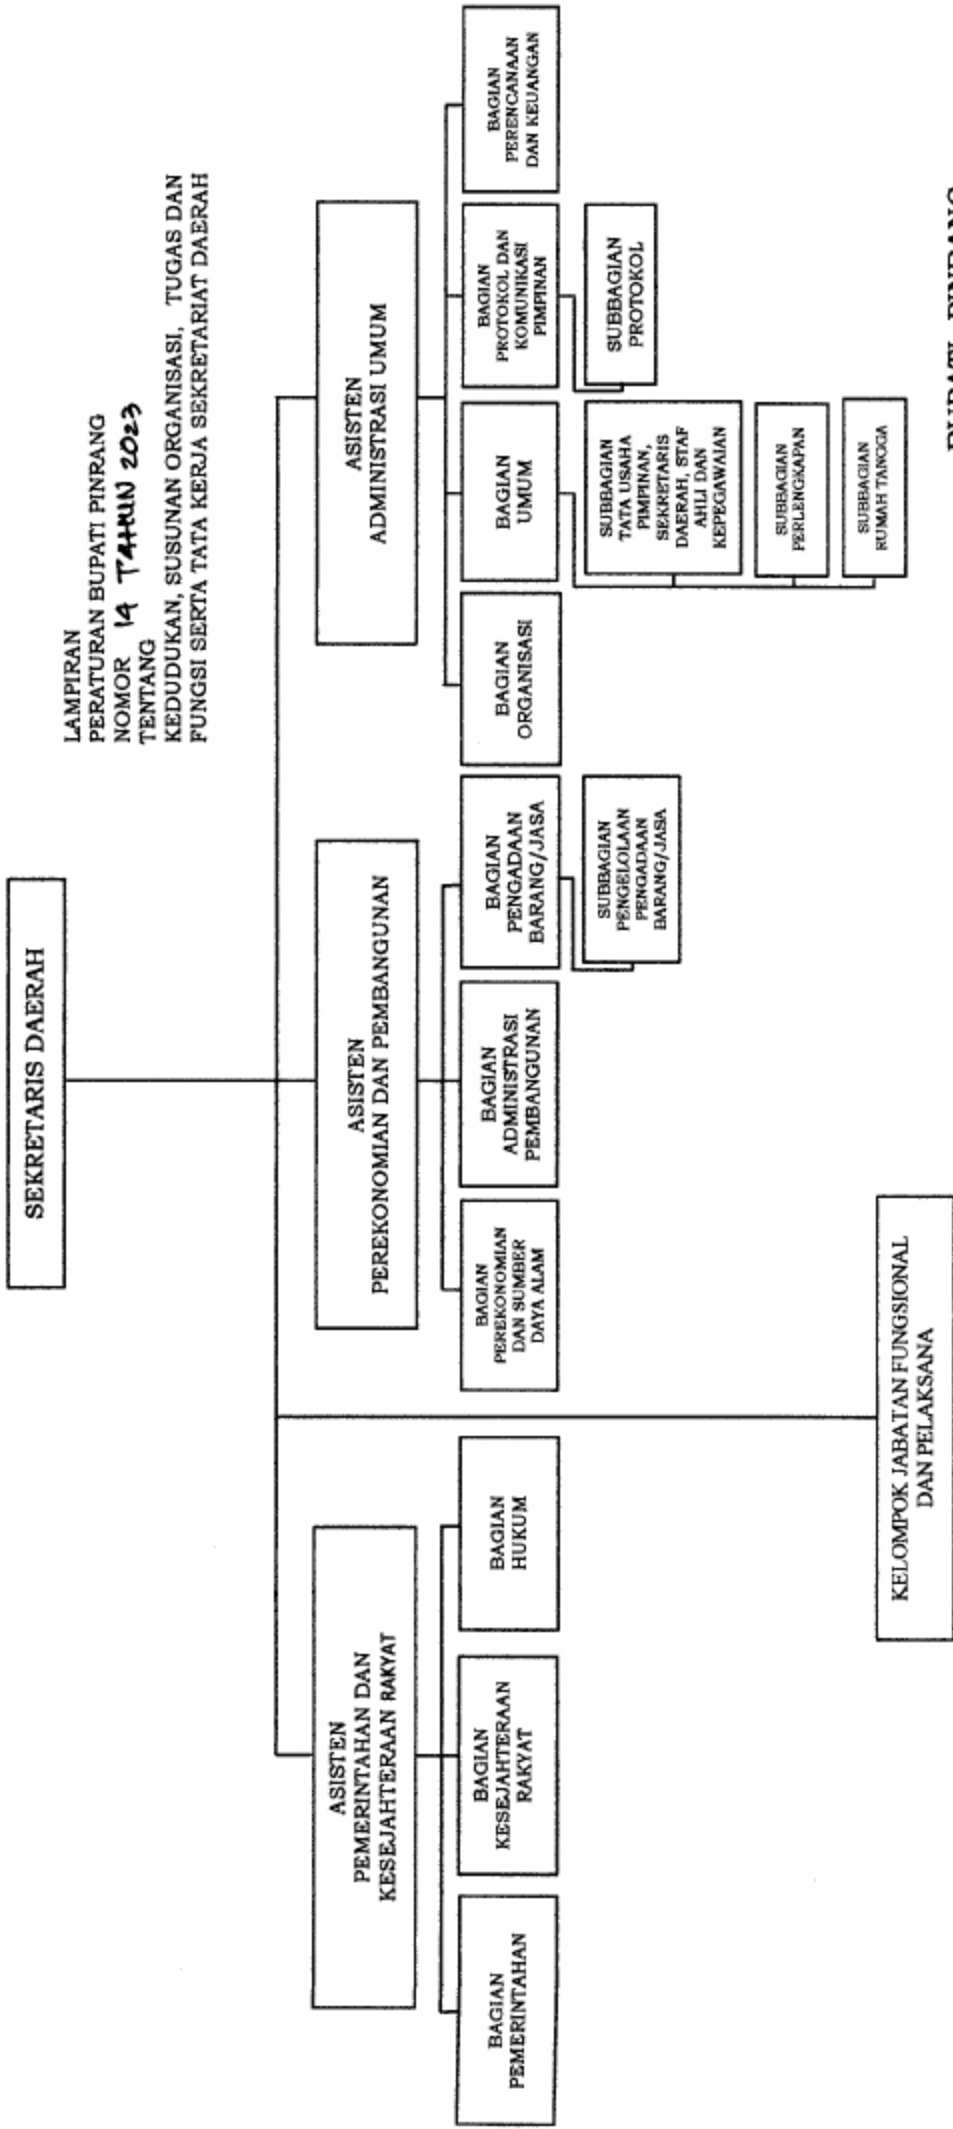 LAMPIRAN
PERATURAN BUPATI PINRANG
NOMOR 14 TAHUN 2023
TENTANG
KEDUDUKAN, SUSUNAN ORGANISASI, TUGAS DAN
FUNGSI SERTA TATA KERJA SEKRETARIAT DAERAH
SEKRETARIS DAERAH
ASISTEN
PEMERINTAHAN DAN
KESEJAHTERAAN RAKYAT
ASISTEN
PEREKONOMIAN DAN PEMBANGUNAN
ASISTEN
ADMINISTRASI UMUM
BAGIAN
PEMERINTAHAN
BAGIAN
KESEJAHTERAAN
RAKYAT
BAGIAN
HUKUM
BAGIAN
PEREKONOMIAN
DAN SUMBER
DAYA ALAM
BAGIAN
ADMINISTRASI
PEMBANGUNAN
BAGIAN
PENGADAAN
BARANG/JASA
BAGIAN
ORGANISASI
BAGIAN
UMUM
BAGIAN
PROTOKOL DAN
KOMUNIKASI
PIMPINAN
BAGIAN
PERENCANAAN
DAN KEUANGAN
SUBBAGIAN
PENGELOLAAN
PENGADAAN
BARANG/JASA
SUBBAGIAN
TATA USAHA
PIMPINAN,
SEKRETARIS
DAERAH, STAF
AHLI DAN
KEPEGAWAIAN
SUBBAGIAN
PROTOKOL
SUBBAGKAN
PERLENGKAPAN
SUBBAGIAN
RUMAH TANGGA
KELOMPOK JABATAN FUNGSIONAL
DAN PELAKSANA
BUPATI PINRANG